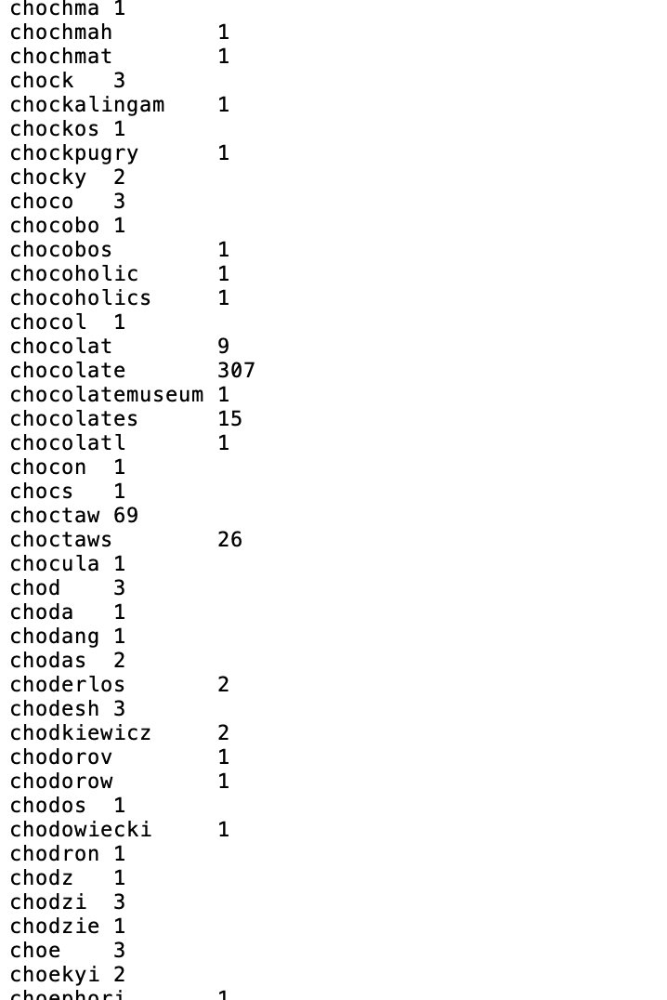 chochma 1
chochmah 1
chochmat 1
chock 3
chockalingam 1
chockos 1
chockpugry 1
chocky 2
choco 3
chocobo 1
chocobos 1
chocoholic 1
chocoholics 1
chocol 1
chocolat 9
chocolate 307
chocolatemuseum 1
chocolates 15
chocolatl 1
chocon 1
chocs 1
choctaw 69
choctaws 26
chocula 1
chod 3
choda 1
chodang 1
chodas 2
choderlos 2
chodesh 3
chodkiewicz 2
chodorov 1
chodorow 1
chodos 1
chodowiecki 1
chodron 1
chodz 1
chodzi 3
chodzie 1
choe 3
choekyi 2
choephori 1